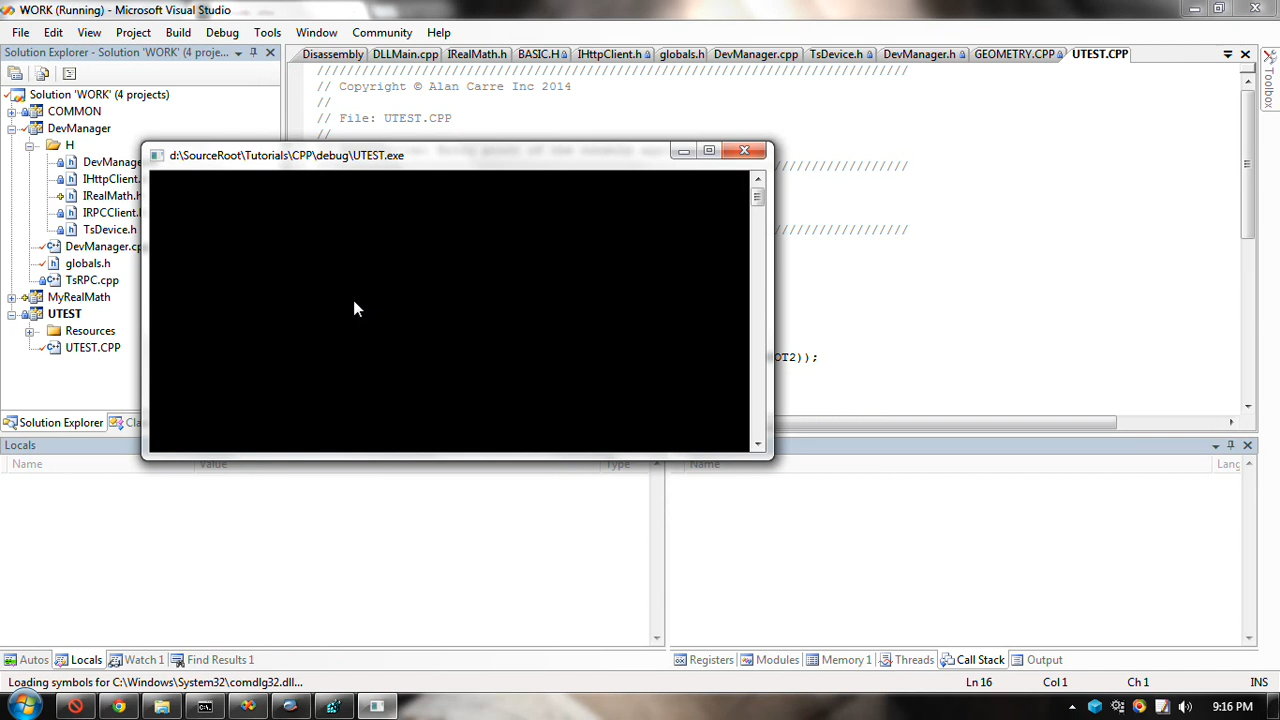 WORK (Running) - Microsoft Visual Studio
File Edit View Project Build Debug Tools Window Community Help
Solution Explorer - Solution 'WORK' (4 proje...
Disassembly DLLMain.cpp IRealMath.h BASIC.H IHttpClient.h globals.h DevManager.cpp TsDevice.h DevManager.h GEOMETRY.CPP UTEST.CPP
Toolbox
////////////////////////////////////////////////////////////////////////////////
// Copyright © Alan Carre Inc 2014
//
// File: UTEST.CPP
//
Solution 'WORK' (4 projects)
COMMON
DevManager
H
DevManage
IHttpClient.
IRealMath.h
IRPCClient.h
TsDevice.h
DevManager.cp
globals.h
TsRPC.cpp
MyRealMath
UTEST
Resources
UTEST.CPP
d:\SourceRoot\Tutorials\CPP\debug\UTEST.exe
//////////////////
//////////////////
OT2));
Solution Explorer Cla
Locals
Name Value Type
Name Lang
Autos Locals Watch 1 Find Results 1
Registers Modules Memory 1 Threads Call Stack Output
Loading symbols for C:\Windows\System32\comdlg32.dll...
Ln 16 Col 1 Ch 1 INS
9:16 PM